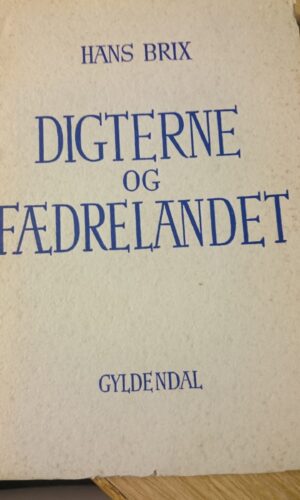 HANS BRIX
DIGTERNE
OG
FÆDRELANDET
GYLDENDAL